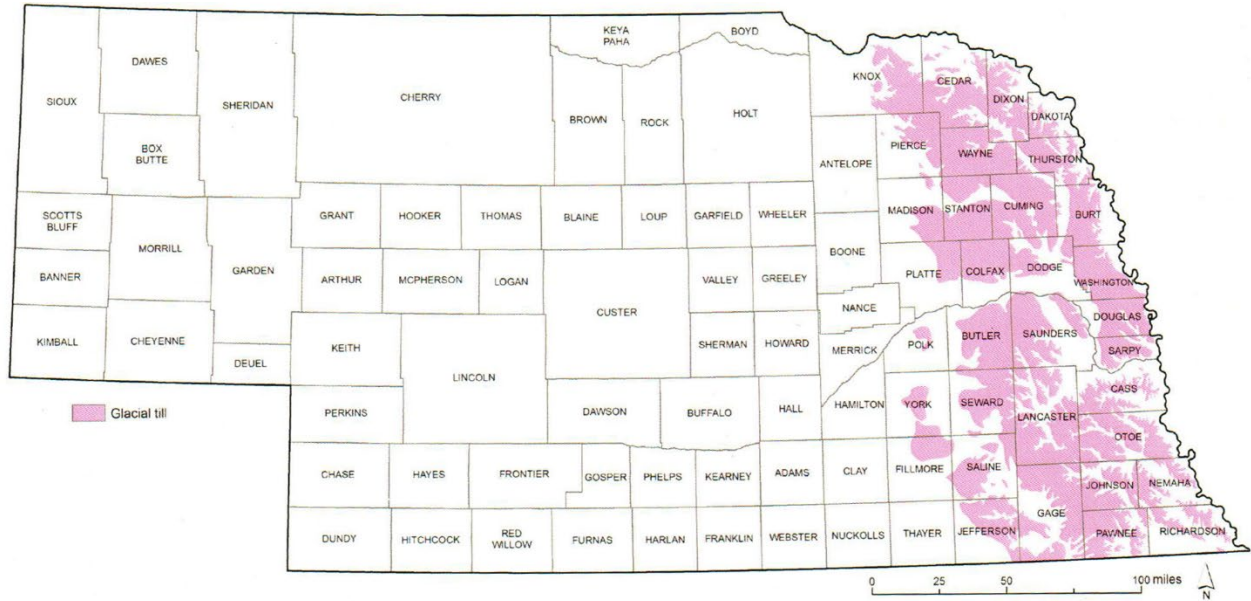 KEYA
PAHA
BOYD
DAWES
SIOUX
SHERIDAN
CHERRY
BROWN
ROCK
HOLT
KNOX
CEDAR
DIXON
DAKOTA
BOX
BUTTE
ANTELOPE
PIERCE
WAYNE
THURSTON
SCOTTS
BLUFF
MORRILL
GARDEN
GRANT
HOOKER
THOMAS
BLAINE
LOUP
GARFIELD
WHEELER
MADISON
STANTON
CUMING
BURT
BANNER
ARTHUR
MCPHERSON
LOGAN
CUSTER
VALLEY
GREELEY
BOONE
PLATTE
COLFAX
DODGE
WASHINGTON
NANCE
KIMBALL
CHEYENNE
DEUEL
KEITH
LINCOLN
SHERMAN
HOWARD
MERRICK
POLK
BUTLER
SAUNDERS
DOUGLAS
SARPY
Glacial till
PERKINS
DAWSON
BUFFALO
HALL
HAMILTON
YORK
SEWARD
LANCASTER
CASS
OTOE
CHASE
HAYES
FRONTIER
GOSPER
PHELPS
KEARNEY
ADAMS
CLAY
FILLMORE
SALINE
GAGE
JOHNSON
NEMAHA
DUNDY
HITCHCOCK
RED
WILLOW
FURNAS
HARLAN
FRANKLIN
WEBSTER
NUCKOLLS
THAYER
JEFFERSON
PAWNEE
RICHARDSON
0 25 50 100 miles
N